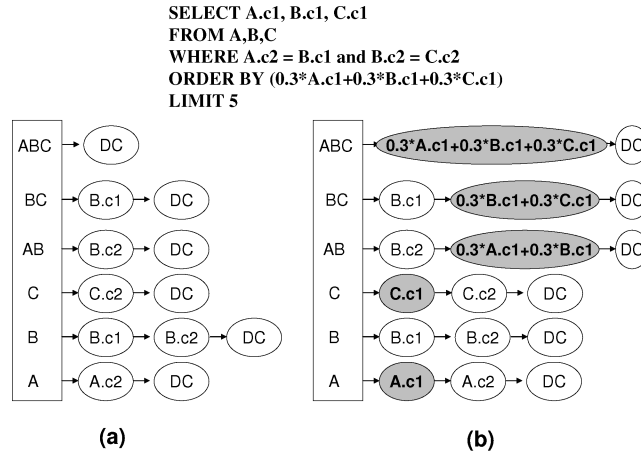 SELECT A.c1, B.c1, C.c1
FROM A,B,C
WHERE A.c2 = B.c1 and B.c2 = C.c2
ORDER BY (0.3*A.c1+0.3*B.c1+0.3*C.c1)
LIMIT 5
ABC DC
BC B.c1 DC
AB B.c2 DC
C C.c2 DC
B B.c1 B.c2 DC
A A.c2 DC
(a)
ABC 0.3*A.c1+0.3*B.c1+0.3*C.c1 DC
BC B.c1 0.3*B.c1+0.3*C.c1 DC
AB B.c2 0.3*A.c1+0.3*B.c1 DC
C C.c1 C.c2 DC
B B.c1 B.c2 DC
A A.c1 A.c2 DC
(b)